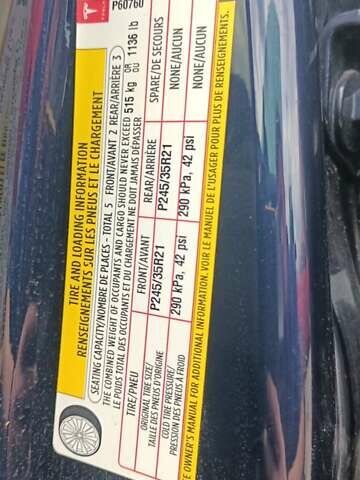 TESLA
P60760
TIRE AND LOADING INFORMATION
RENSEIGNEMENTS SUR LES PNEUS ET LE CHARGEMENT
SEATING CAPACITY/NOMBRE DE PLACES - TOTAL 5 FRONT/AVANT 2 REAR/ARRIÈRE 3
THE COMBINED WEIGHT OF OCCUPANTS AND CARGO SHOULD NEVER EXCEED 515 kg OR 1136 lb
LE POIDS TOTAL DES OCCUPANTS ET DU CHARGEMENT NE DOIT JAMAIS DÉPASSER
TIRE/PNEU FRONT/AVANT REAR/ARRIÈRE SPARE/DE SECOURS
ORIGINAL TIRE SIZE/ P245/35R21 P245/35R21 NONE/AUCUN
TAILLE DES PNEUS D'ORIGINE
COLD TIRE PRESSURE/ 290 kPa, 42 psi 290 kPa, 42 psi NONE/AUCUN
PRESSION DES PNEUS À FROID
OWNER'S MANUAL FOR ADDITIONAL INFORMATION. VOIR LE MANUEL DE L'USAGER POUR PLUS DE RENSEIGNEMENTS.